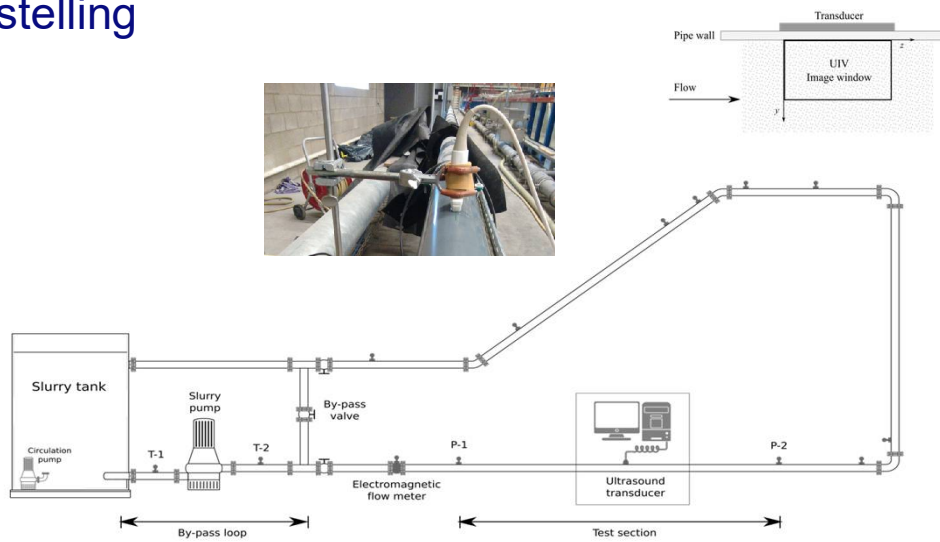 stelling
Transducer
Pipe wall
z
UIV
Image window
Flow
y
Slurry tank
Slurry
pump
By-pass
valve
Circulation
pump
T-1
T-2
P-1
P-2
Electromagnetic
flow meter
Ultrasound
transducer
By-pass loop
Test section